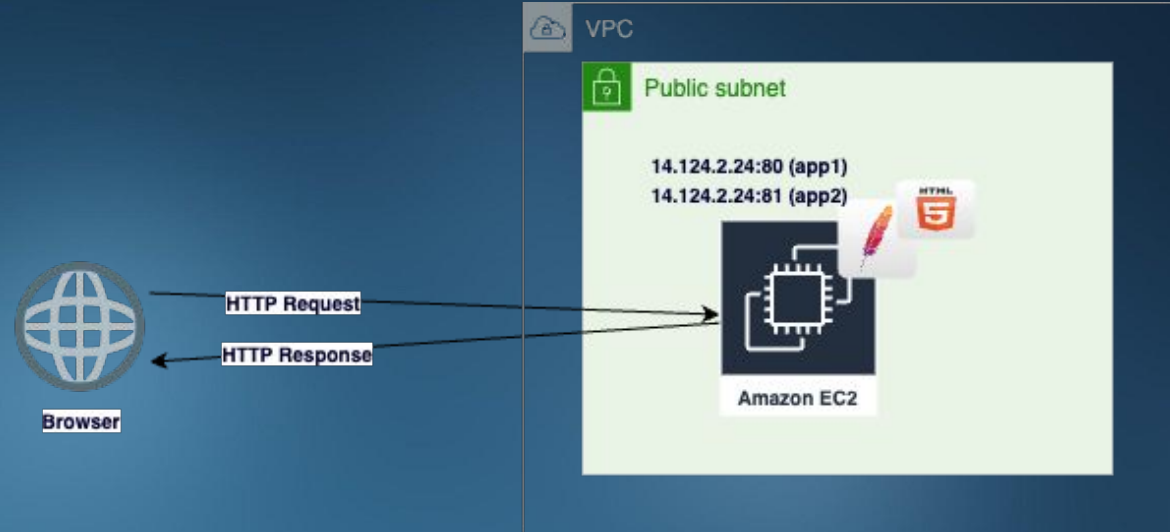 VPC
Public subnet
14.124.2.24:80 (app1)
14.124.2.24:81 (app2)
HTML
5
HTTP Request
HTTP Response
Amazon EC2
Browser